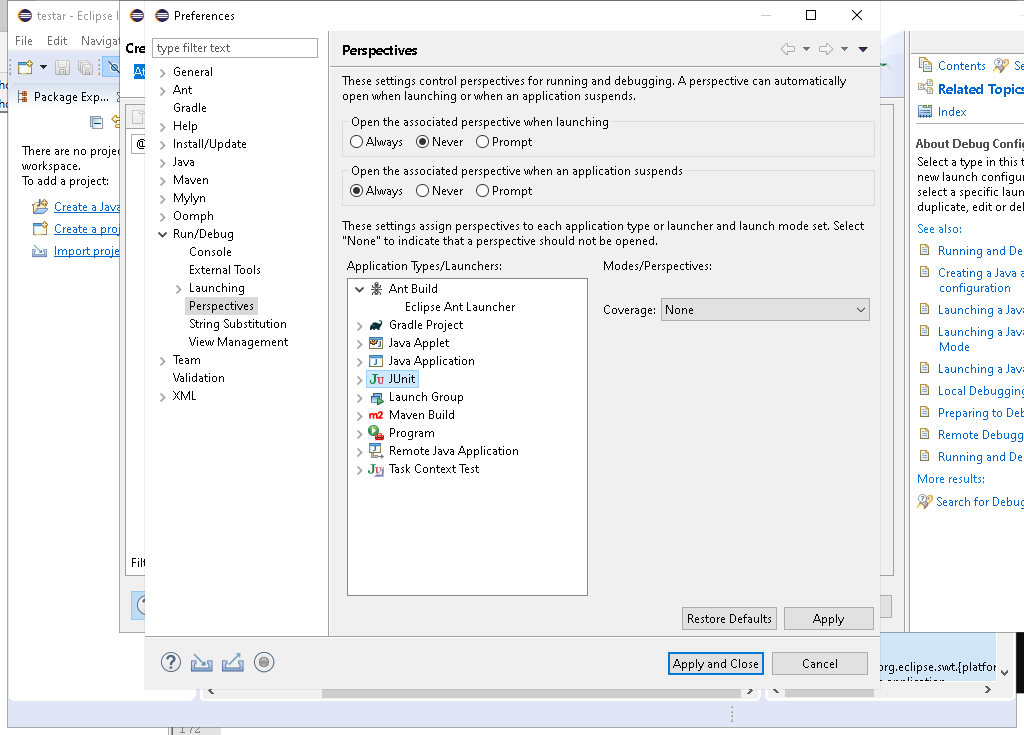 testar - Eclipse I
File Edit Navigat
Package Exp...
There are no projec
workspace.
To add a project:
Create a Java
Create a proj
Import proje
Cre
At
@
Filt
Preferences
type filter text
General
Ant
Gradle
Help
Install/Update
Java
Maven
Mylyn
Oomph
Run/Debug
Console
External Tools
Launching
Perspectives
String Substitution
View Management
Team
Validation
XML
Perspectives
These settings control perspectives for running and debugging. A perspective can automatically
open when launching or when an application suspends.
Open the associated perspective when launching
Always Never Prompt
Open the associated perspective when an application suspends
Always Never Prompt
These settings assign perspectives to each application type or launcher and launch mode set. Select
"None" to indicate that a perspective should not be opened.
Application Types/Launchers:
Modes/Perspectives:
Ant Build
Eclipse Ant Launcher
Gradle Project
Java Applet
Java Application
JUnit
Launch Group
Maven Build
Program
Remote Java Application
Task Context Test
Coverage: None
Restore Defaults Apply
Apply and Close Cancel
Contents Se
Related Topics
Index
About Debug Config
Select a type in this t
new launch configur
select a specific laun
duplicate, edit or del
See also:
Running and De
Creating a Java a
configuration
Launching a Java
Launching a Java
Mode
Launching a Java
Local Debugging
Preparing to Deb
Remote Debugg
Running and De
More results:
Search for Debug
org.eclipse.swt.{platfor
application
172